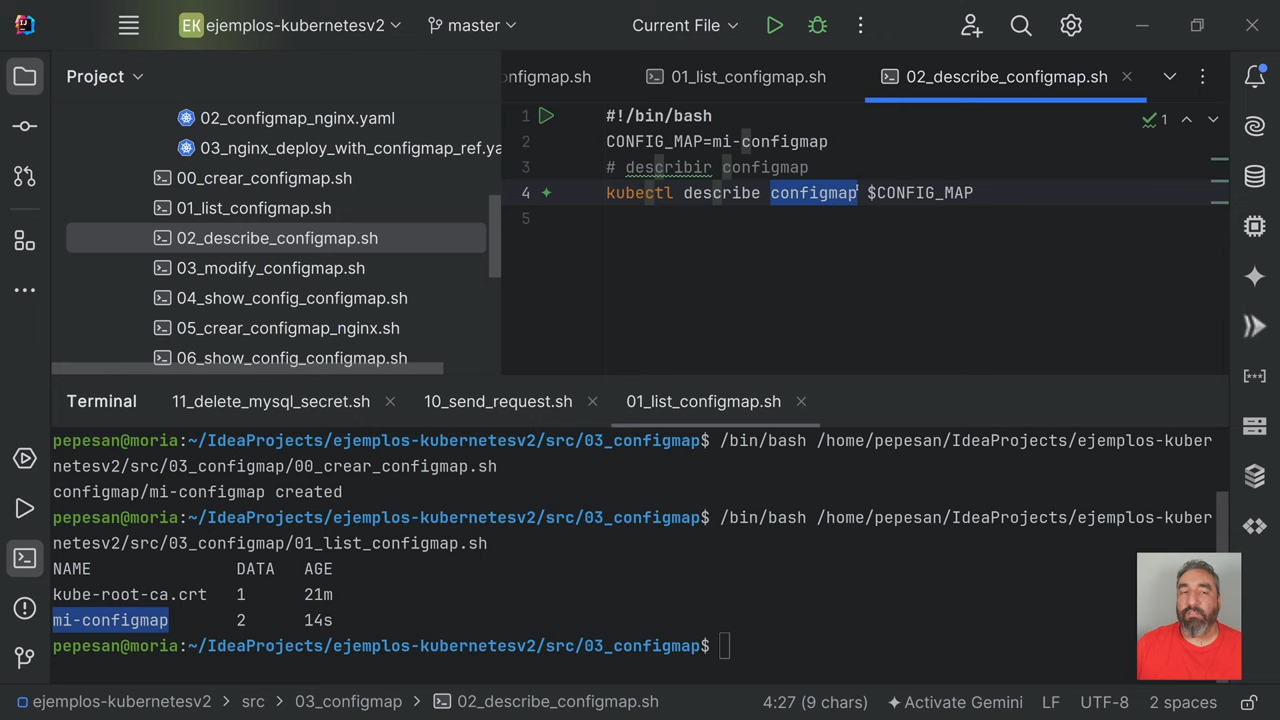 EK ejemplos-kubernetesv2 master Current File
Project
onfigmap.sh 01_list_configmap.sh 02_describe_configmap.sh
02_configmap_nginx.yaml
03_nginx_deploy_with_configmap_ref.ya
00_crear_configmap.sh
01_list_configmap.sh
02_describe_configmap.sh
03_modify_configmap.sh
04_show_config_configmap.sh
05_crear_configmap_nginx.sh
06_show_config_configmap.sh
1 #!/bin/bash
2 CONFIG_MAP=mi-configmap
3 # describir configmap
4 kubectl describe configmap $CONFIG_MAP
5
1
Terminal 11_delete_mysql_secret.sh 10_send_request.sh 01_list_configmap.sh
pepesan@moria:~/IdeaProjects/ejemplos-kubernetesv2/src/03_configmap$ /bin/bash /home/pepesan/IdeaProjects/ejemplos-kuber
netesv2/src/03_configmap/00_crear_configmap.sh
configmap/mi-configmap created
pepesan@moria:~/IdeaProjects/ejemplos-kubernetesv2/src/03_configmap$ /bin/bash /home/pepesan/IdeaProjects/ejemplos-kuber
netesv2/src/03_configmap/01_list_configmap.sh
NAME DATA AGE
kube-root-ca.crt 1 21m
mi-configmap 2 14s
pepesan@moria:~/IdeaProjects/ejemplos-kubernetesv2/src/03_configmap$
ejemplos-kubernetesv2 > src > 03_configmap > 02_describe_configmap.sh 4:27 (9 chars) Activate Gemini LF UTF-8 2 spaces